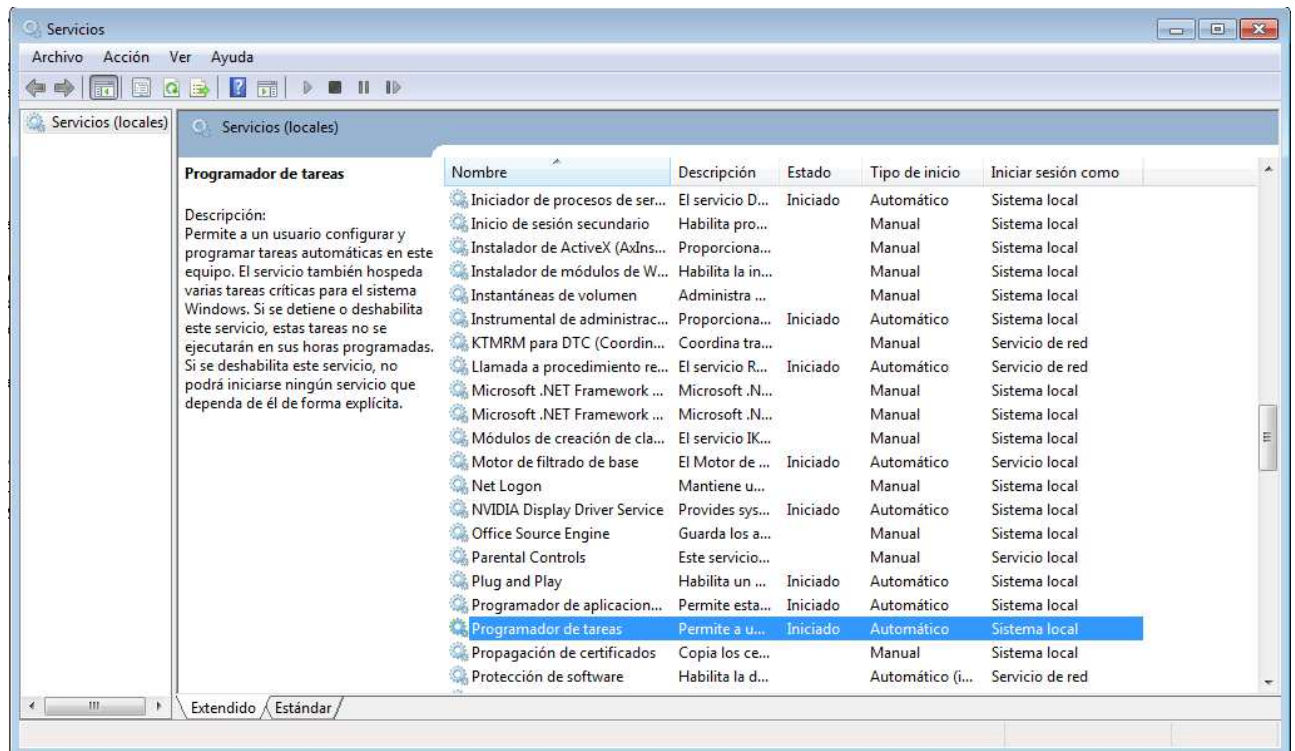 Servicios
Archivo Acción Ver Ayuda
Servicios (locales)
Servicios (locales)
Programador de tareas
Descripción:
Permite a un usuario configurar y
programar tareas automáticas en este
equipo. El servicio también hospeda
varias tareas críticas para el sistema
Windows. Si se detiene o deshabilita
este servicio, estas tareas no se
ejecutarán en sus horas programadas.
Si se deshabilita este servicio, no
podrá iniciarse ningún servicio que
dependa de él de forma explícita.
Nombre Descripción Estado Tipo de inicio Iniciar sesión como
Iniciador de procesos de ser... El servicio D... Iniciado Automático Sistema local
Inicio de sesión secundario Habilita pro... Manual Sistema local
Instalador de ActiveX (AxIns... Proporciona... Manual Sistema local
Instalador de módulos de W... Habilita la in... Manual Sistema local
Instantáneas de volumen Administra ... Manual Sistema local
Instrumental de administrac... Proporciona... Iniciado Automático Sistema local
KTMRM para DTC (Coordin... Coordina tra... Manual Servicio de red
Llamada a procedimiento re... El servicio R... Iniciado Automático Servicio de red
Microsoft .NET Framework ... Microsoft .N... Manual Sistema local
Microsoft .NET Framework ... Microsoft .N... Manual Sistema local
Módulos de creación de cla... El servicio IK... Manual Sistema local
Motor de filtrado de base El Motor de ... Iniciado Automático Servicio local
Net Logon Mantiene u... Manual Sistema local
NVIDIA Display Driver Service Provides sys... Iniciado Automático Sistema local
Office Source Engine Guarda los a... Manual Sistema local
Parental Controls Este servicio... Manual Servicio local
Plug and Play Habilita un ... Iniciado Automático Sistema local
Programador de aplicacion... Permite esta... Iniciado Automático Sistema local
Programador de tareas Permite a u... Iniciado Automático Sistema local
Propagación de certificados Copia los ce... Manual Sistema local
Protección de software Habilita la d... Automático (i... Servicio de red
Extendido Estándar